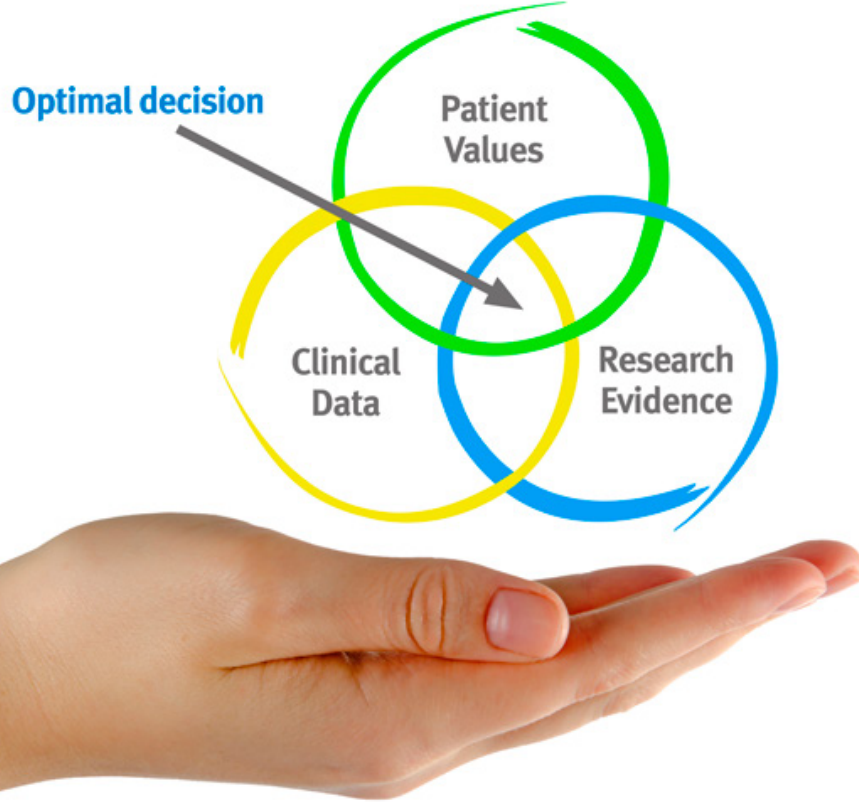 Optimal decision
Patient
Values
Clinical
Data
Research
Evidence